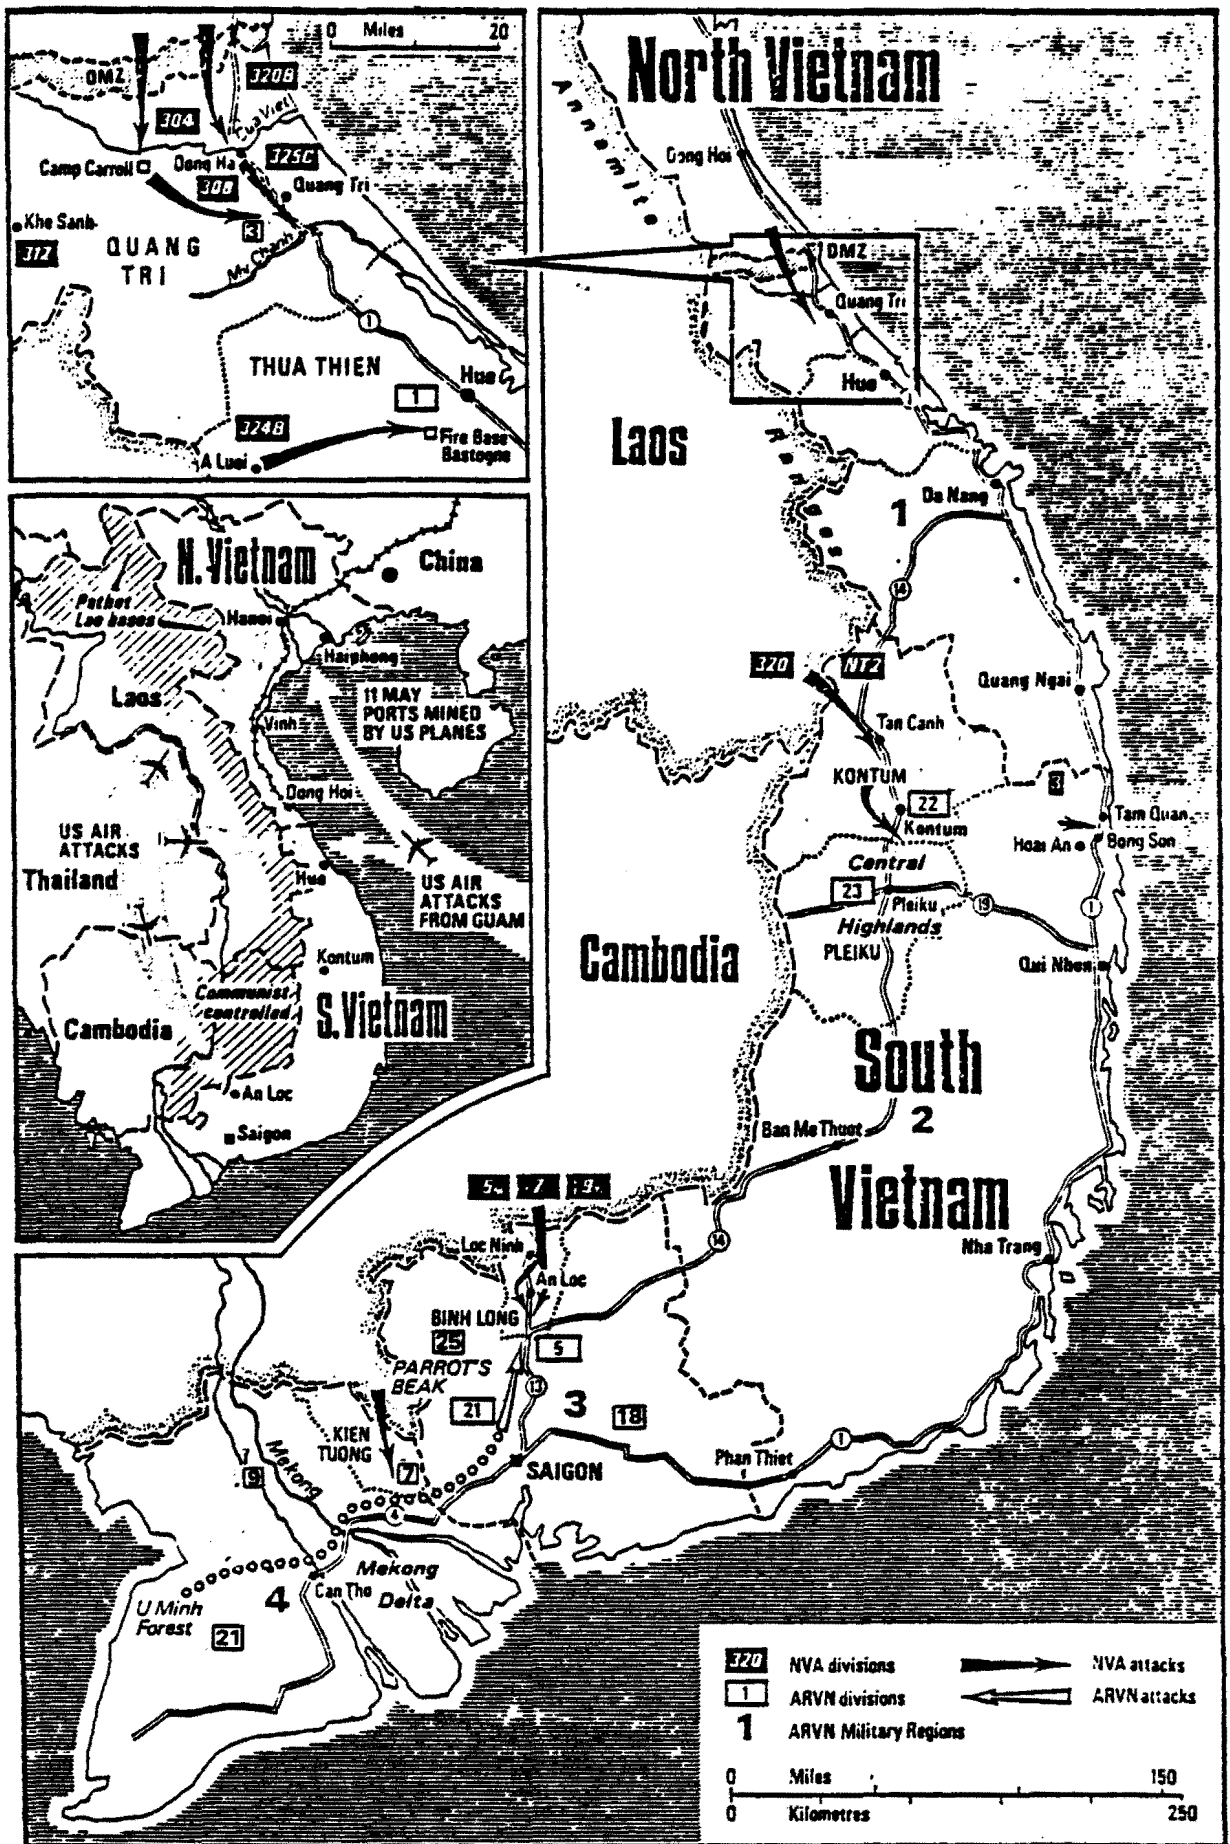 0 Miles 20
DMZ
320B
304
Cua Viet
Camp Carroll
Dong Ha
325C
308
Quang Tri
Khe Sanh
3
312
QUANG
TRI
My Chanh
1
THUA THIEN
Hue
1
324B
Fire Base
Bastogne
A Luoi
N. Vietnam
China
Pathet
Lao bases
Hanoi
Haiphong
Laos
11 MAY
PORTS MINED
BY US PLANES
Vinh
Dong Hoi
US AIR
ATTACKS
Thailand
Hue
US AIR
ATTACKS
FROM GUAM
Kontum
Communist
controlled
S. Vietnam
Cambodia
An Loc
Saigon
North Vietnam
Annamite
Dong Hoi
DMZ
Quang Tri
Hue
Laos
Ranges
Da Nang
1
14
320
NT2
Quang Ngai
Tan Canh
KONTUM
3
22
Tam Quan
Kontum
Hoai An
Bong Son
Central
23
Pleiku
19
1
Highlands
PLEIKU
Cambodia
Qui Nhon
South
2
Ban Me Thuot
Vietnam
5
7
9
Loc Ninh
14
Nha Trang
An Loc
BINH LONG
25
5
PARROT'S
BEAK
13
21
3
18
KIEN
TUONG
1
Phan Thiet
Mekong
9
7
SAIGON
4
Mekong
Delta
Can Tho
4
U Minh
Forest
21
320 NVA divisions
NVA attacks
1 ARVN divisions
ARVN attacks
1 ARVN Military Regions
0 Miles 150
0 Kilometres 250